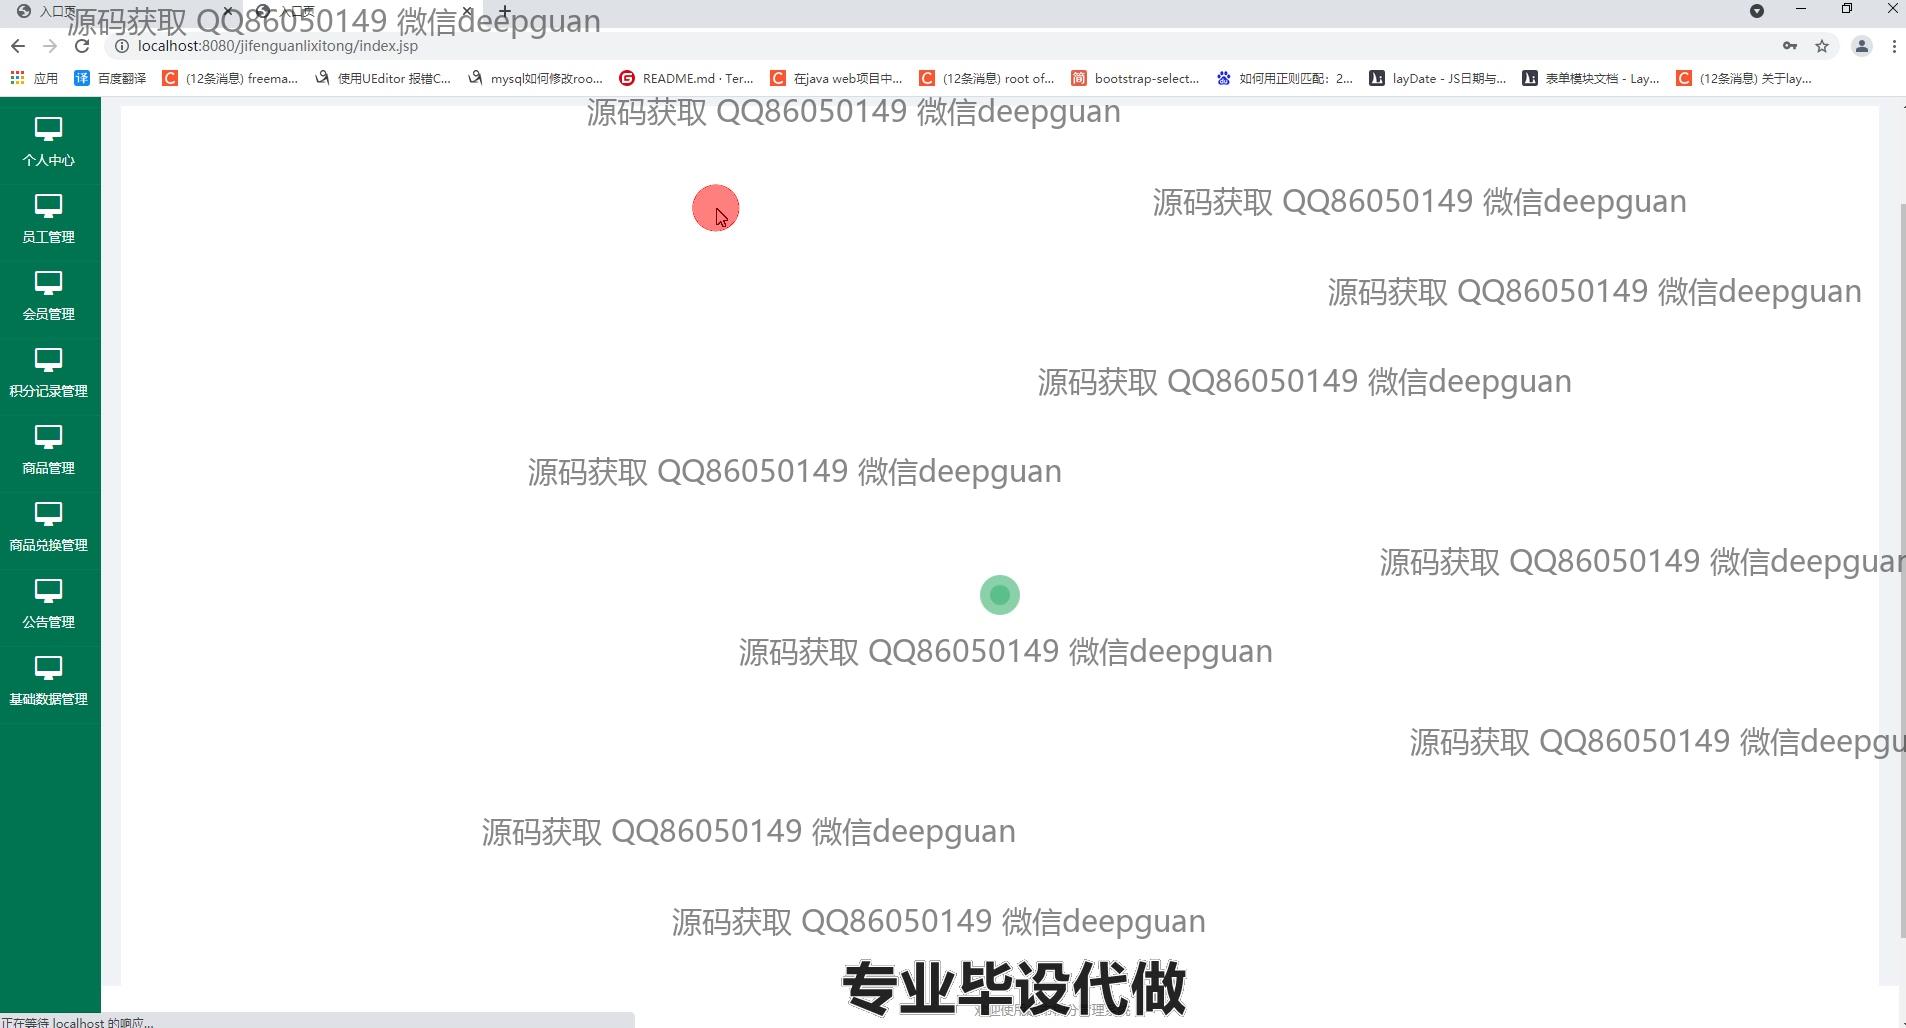 入口页
入口页
源码获取 QQ86050149 微信deepguan
localhost:8080/jifenguanlixitong/index.jsp
应用
百度翻译
(12条消息) freema...
使用UEditor 报错C...
mysql如何修改roo...
README.md · Ter...
在java web项目中...
(12条消息) root of...
bootstrap-select...
如何用正则匹配：2...
layDate - JS日期与...
表单模块文档 - Lay...
(12条消息) 关于lay...
源码获取 QQ86050149 微信deepguan
个人中心
源码获取 QQ86050149 微信deepguan
员工管理
源码获取 QQ86050149 微信deepguan
会员管理
源码获取 QQ86050149 微信deepguan
积分记录管理
源码获取 QQ86050149 微信deepguan
商品管理
商品兑换管理
源码获取 QQ86050149 微信deepguan
公告管理
源码获取 QQ86050149 微信deepguan
基础数据管理
源码获取 QQ86050149 微信deepgu
源码获取 QQ86050149 微信deepguan
源码获取 QQ86050149 微信deepguan
专业毕设代做
正在等待 localhost 的响应...